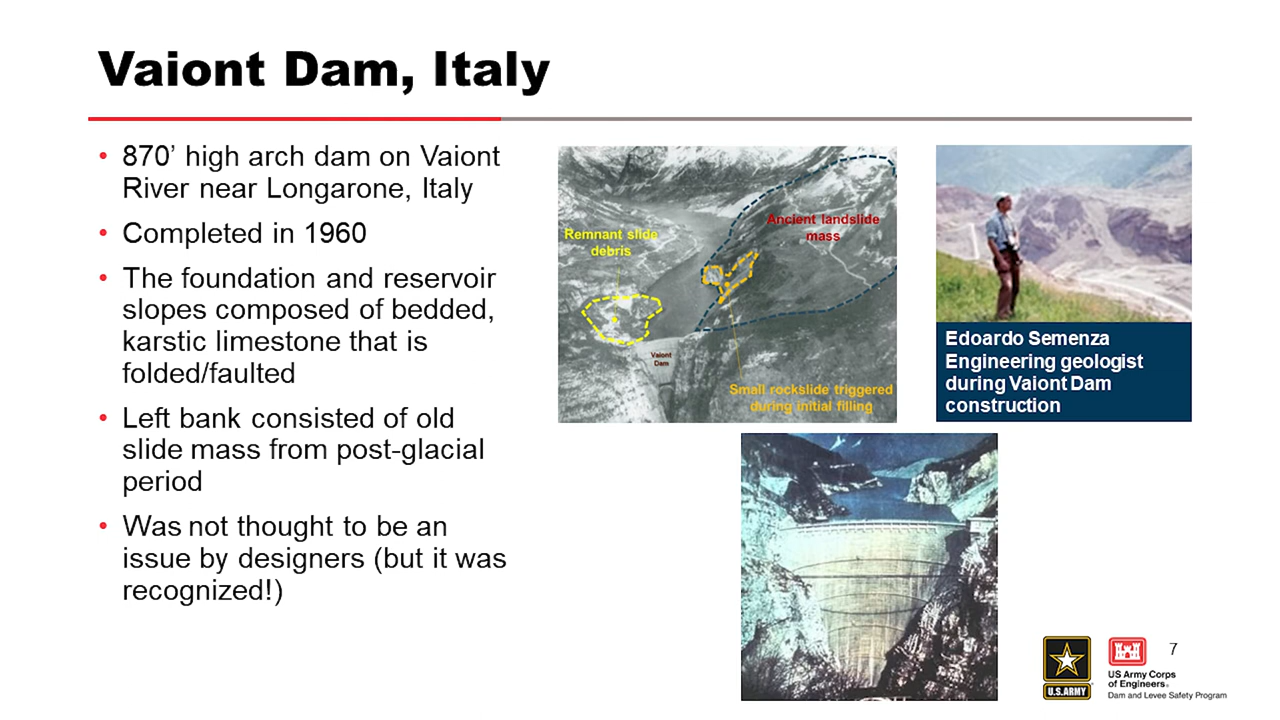 Vaiont Dam, Italy
• 870’ high arch dam on Vaiont
River near Longarone, Italy
• Completed in 1960
• The foundation and reservoir
slopes composed of bedded,
karstic limestone that is
folded/faulted
• Left bank consisted of old
slide mass from post-glacial
period
• Was not thought to be an
issue by designers (but it was
recognized!)
Ancient landslide
mass
Remnant slide
debris
Vaiont
Dam
Small rockslide triggered
during initial filling
Edoardo Semenza
Engineering geologist
during Vaiont Dam
construction
U.S.ARMY
US Army Corps
of Engineers®
Dam and Levee Safety Program
7